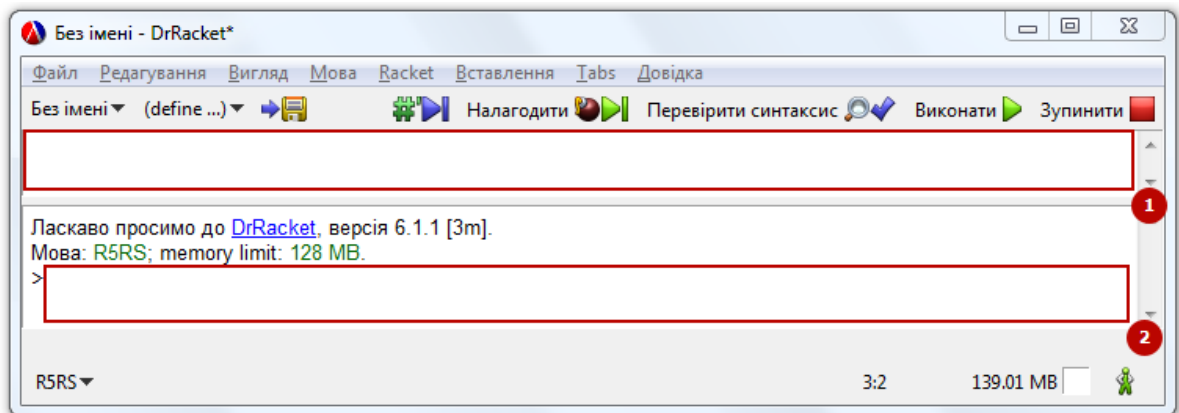 Без імені - DrRacket*
Файл Редагування Вигляд Мова Racket Вставлення Tabs Довідка
Без імені (define ...) Налагодити Перевірити синтаксис Виконати Зупинити
1
Ласкаво просимо до DrRacket, версія 6.1.1 [3m].
Мова: R5RS; memory limit: 128 MB.
>
2
R5RS 3:2 139.01 MB